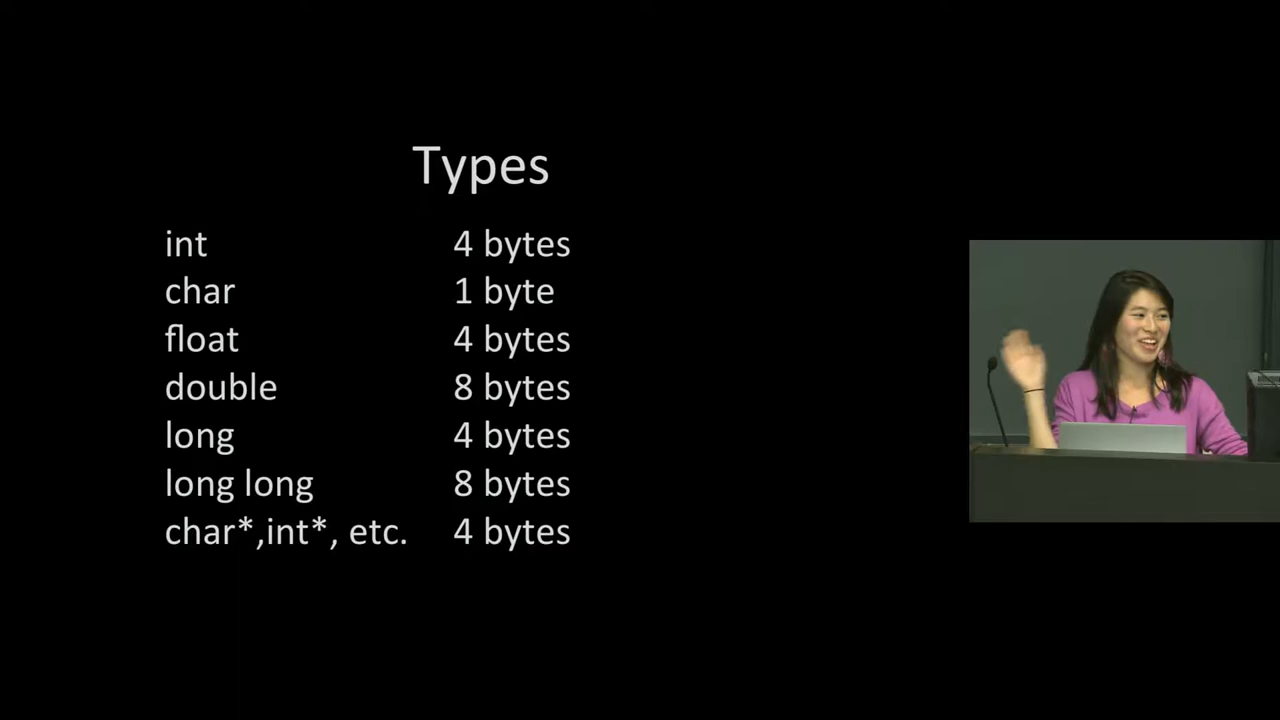 Types
int 4 bytes
char 1 byte
float 4 bytes
double 8 bytes
long 4 bytes
long long 8 bytes
char*,int*, etc. 4 bytes